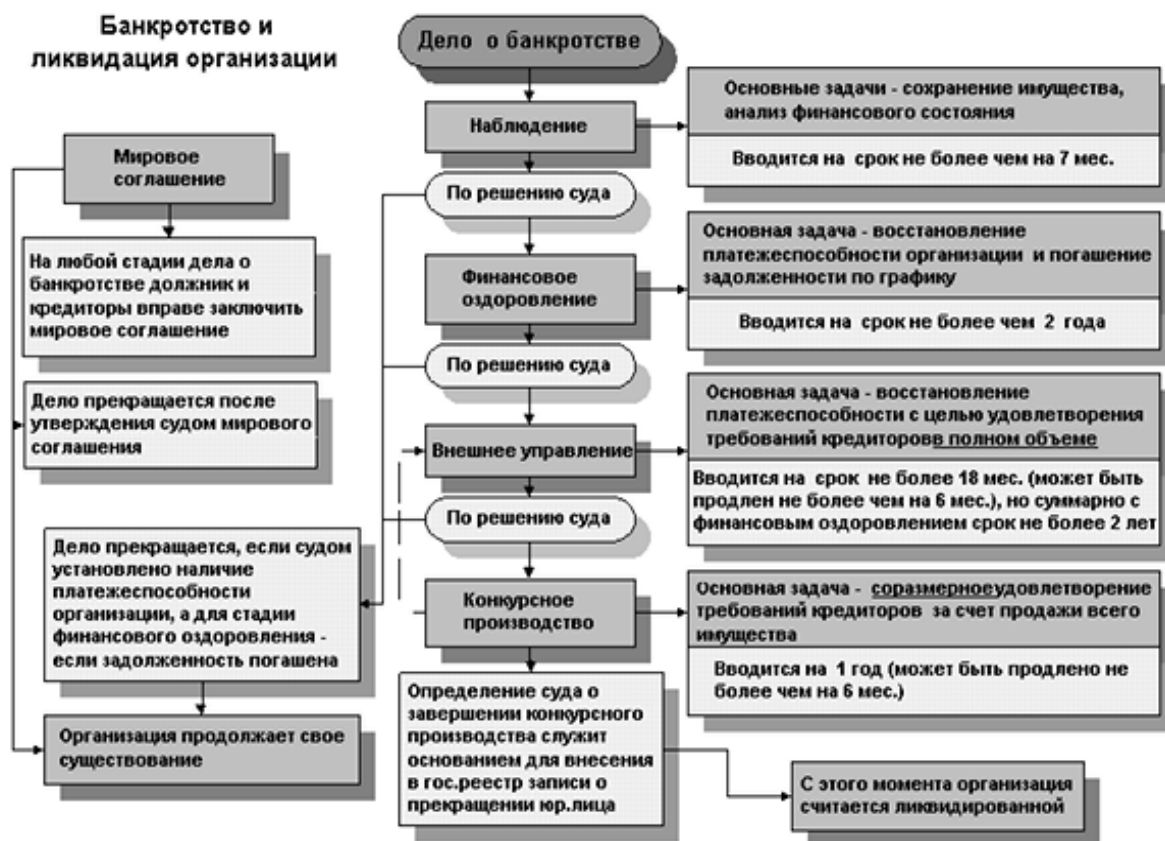 Банкротство и
ликвидация организации
Дело о банкротстве
Наблюдение
Основные задачи - сохранение имущества,
анализ финансового состояния
Вводится на срок не более чем на 7 мес.
Мировое
соглашение
По решению суда
На любой стадии дела о
банкротстве должник и
кредиторы вправе заключить
мировое соглашение
Финансовое
оздоровление
Основная задача - восстановление
платежеспособности организации и погашение
задолженности по графику
Вводится на срок не более чем 2 года
По решению суда
Дело прекращается после
утверждения судом мирового
соглашения
Внешнее управление
Основная задача - восстановление
платежеспособности с целью удовлетворения
требований кредиторов в полном объеме
Вводится на срок не более 18 мес. (может быть
продлен не более чем на 6 мес.), но суммарно с
финансовым оздоровлением срок не более 2 лет
По решению суда
Дело прекращается, если судом
установлено наличие
платежеспособности
организации, а для стадии
финансового оздоровления -
если задолженность погашена
Конкурсное
производство
Основная задача - соразмерное удовлетворение
требований кредиторов за счет продажи всего
имущества
Вводится на 1 год (может быть продлено не
более чем на 6 мес.)
Организация продолжает свое
существование
Определение суда о
завершении конкурсного
производства служит
основанием для внесения
в гос.реестр записи о
прекращении юр.лица
С этого момента организация
считается ликвидированной